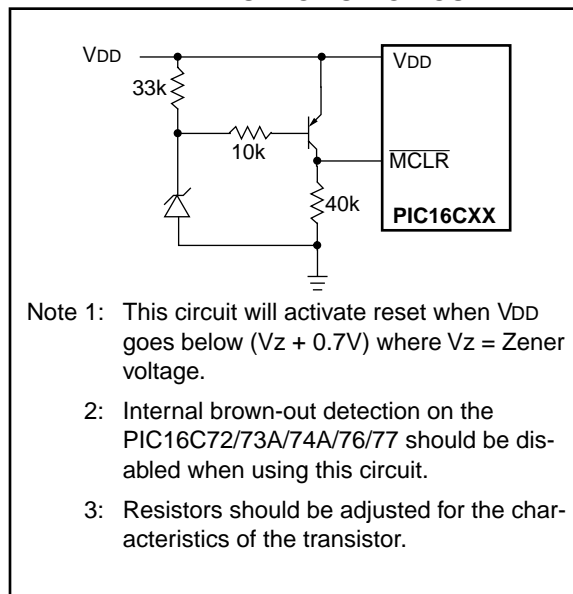 VDD
VDD
33k
10k
MCLR
40k
PIC16CXX
Note 1: This circuit will activate reset when VDD
goes below (Vz + 0.7V) where Vz = Zener
voltage.
2: Internal brown-out detection on the
PIC16C72/73A/74A/76/77 should be dis-
abled when using this circuit.
3: Resistors should be adjusted for the char-
acteristics of the transistor.